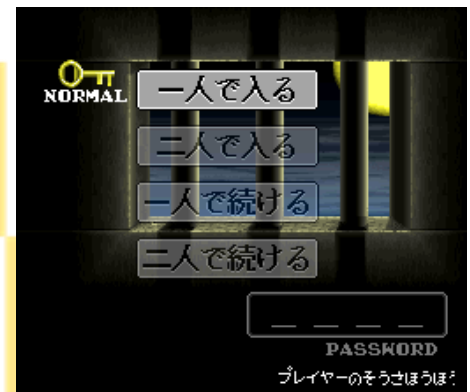 一人で入る
NORMAL
二人で入る
一人で続ける
二人で続ける
PASSWORD
プレイヤーのそうさほうほう